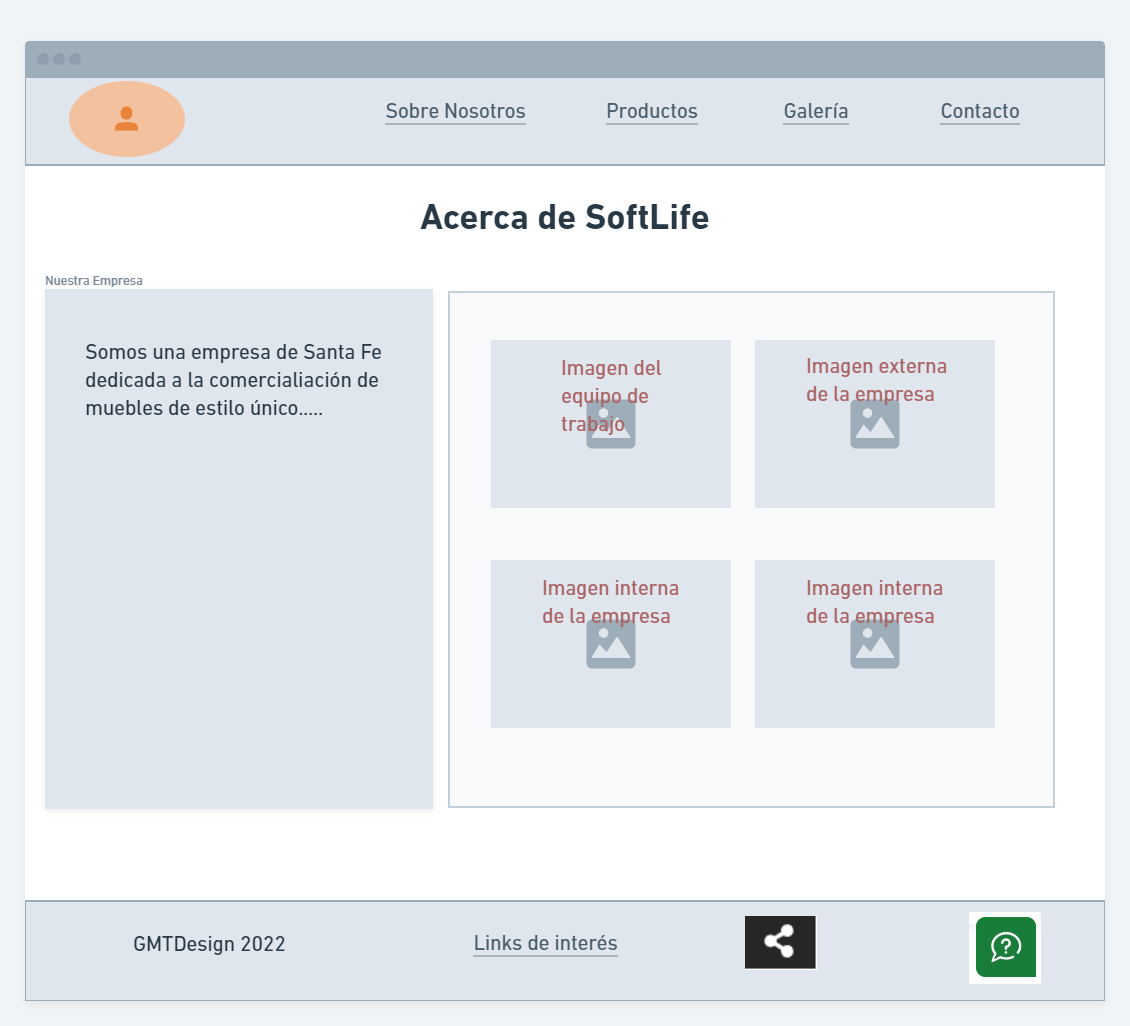 Sobre Nosotros
Productos
Galería
Contacto
Acerca de SoftLife
Nuestra Empresa
Somos una empresa de Santa Fe
dedicada a la comercialiación de
muebles de estilo único.....
Imagen del
equipo de
trabajo
Imagen externa
de la empresa
Imagen interna
de la empresa
Imagen interna
de la empresa
GMTDesign 2022
Links de interés
?